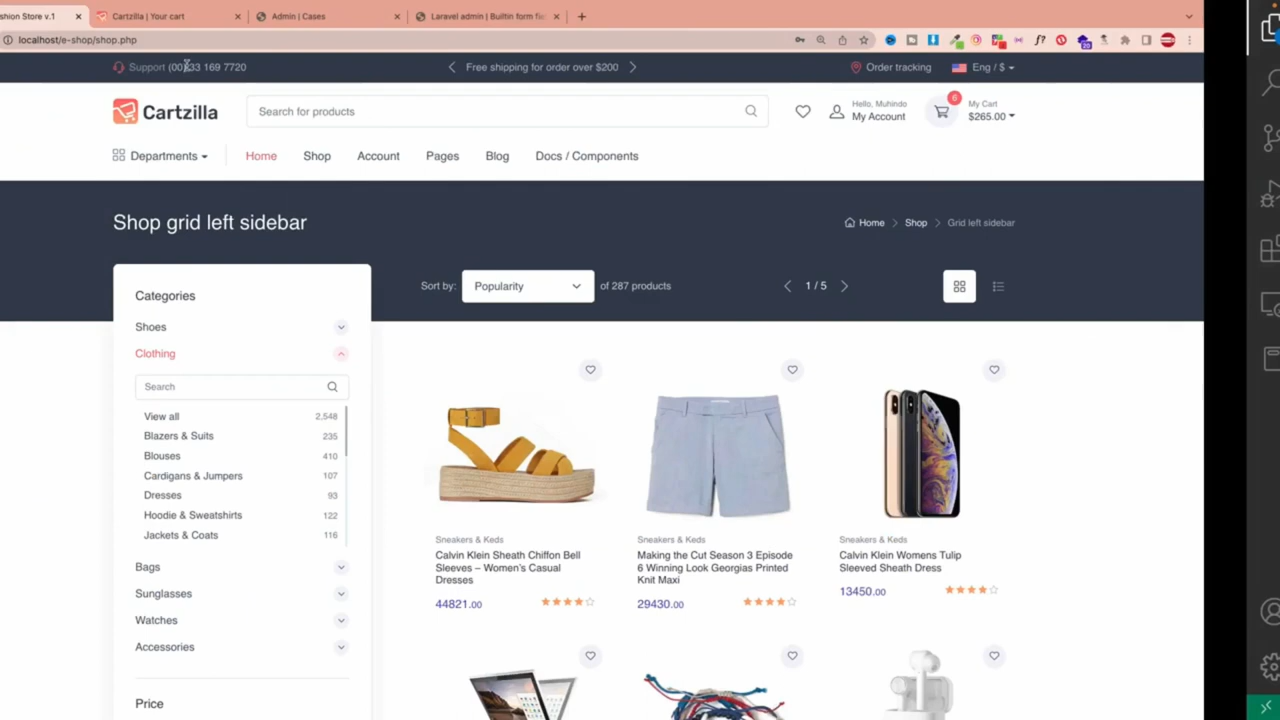 shion Store v.1
Cartzilla | Your cart
Admin | Cases
Laravel admin | Builtin form fie
localhost/e-shop/shop.php
Support (00) 33 169 7720
Free shipping for order over $200
Order tracking
Eng / $
Cartzilla
Search for products
Hello, Muhindo
My Account
6
My Cart
$265.00
Departments
Home
Shop
Account
Pages
Blog
Docs / Components
Shop grid left sidebar
Home
Shop
Grid left sidebar
Sort by:
Popularity
of 287 products
1 / 5
Categories
Shoes
Clothing
Search
View all 2,548
Blazers & Suits 235
Blouses 410
Cardigans & Jumpers 107
Dresses 93
Hoodie & Sweatshirts 122
Jackets & Coats 116
Bags
Sunglasses
Watches
Accessories
Price
Sneakers & Keds
Calvin Klein Sheath Chiffon Bell
Sleeves – Women's Casual
Dresses
44821.00
Sneakers & Keds
Making the Cut Season 3 Episode
6 Winning Look Georgias Printed
Knit Maxi
29430.00
Sneakers & Keds
Calvin Klein Womens Tulip
Sleeved Sheath Dress
13450.00